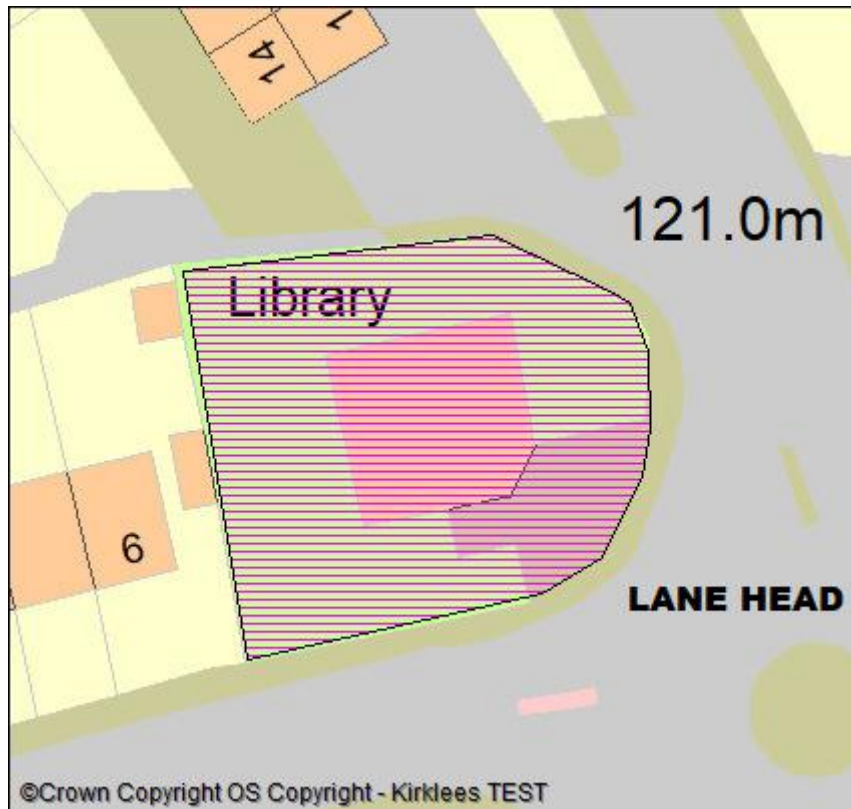 14
1
121.0m
Library
6
LANE HEAD
©Crown Copyright OS Copyright - Kirklees TEST